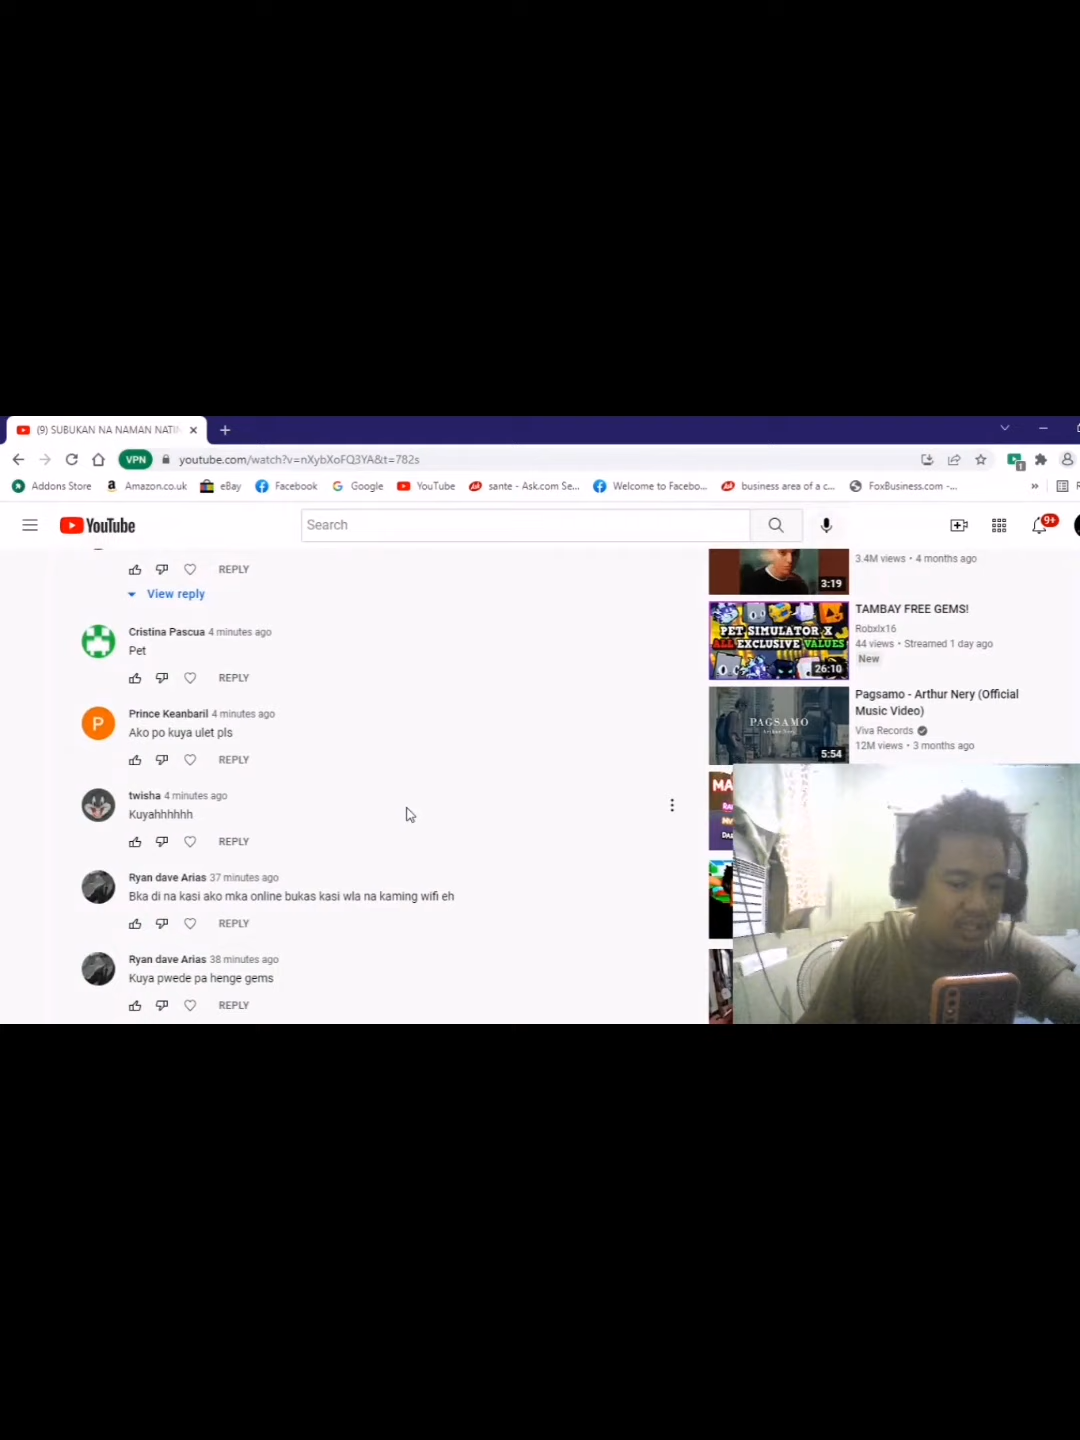 (9) SUBUKAN NA NAMAN NATIN
VPN
youtube.com/watch?v=nXybXoFQ3YA&t=782s
1
Addons Store
Amazon.co.uk
eBay
Facebook
Google
YouTube
sante - Ask.com Se...
Welcome to Facebo...
business area of a c...
FoxBusiness.com -...
»
YouTube
Search
9+
REPLY
View reply
Cristina Pascua 4 minutes ago
Pet
REPLY
P
Prince Keanbaril 4 minutes ago
Ako po kuya ulet pls
REPLY
twisha 4 minutes ago
Kuyahhhhhh
REPLY
Ryan dave Arias 37 minutes ago
Bka di na kasi ako mka online bukas kasi wla na kaming wifi eh
REPLY
Ryan dave Arias 38 minutes ago
Kuya pwede pa henge gems
REPLY
3:19
3.4M views • 4 months ago
PET SIMULATOR X
ALL EXCLUSIVE VALUES
26:10
TAMBAY FREE GEMS!
Robxlx16
44 views • Streamed 1 day ago
New
PAGSAMO
Arthur Nery
5:54
Pagsamo - Arthur Nery (Official
Music Video)
Viva Records
12M views • 3 months ago
MA